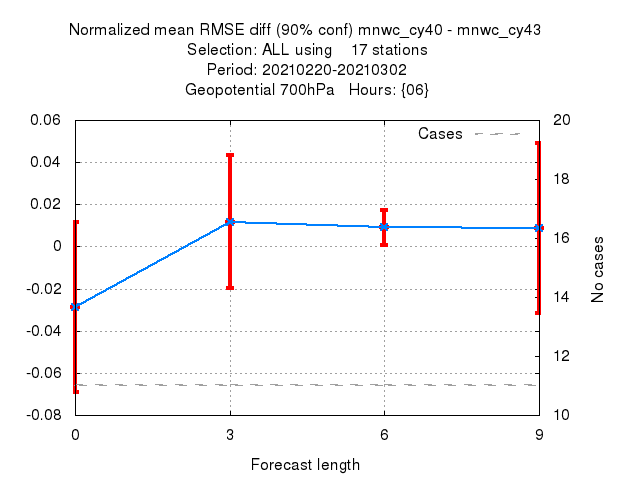 Normalized mean RMSE diff (90% conf) mnwc_cy40 - mnwc_cy43
Selection: ALL using    17 stations
Period: 20210220-20210302
Geopotential 700hPa   Hours: {06}
Cases
0.06
0.04
0.02
0
-0.02
-0.04
-0.06
-0.08
20
18
16
14
12
10
No cases
0 3 6 9
Forecast length